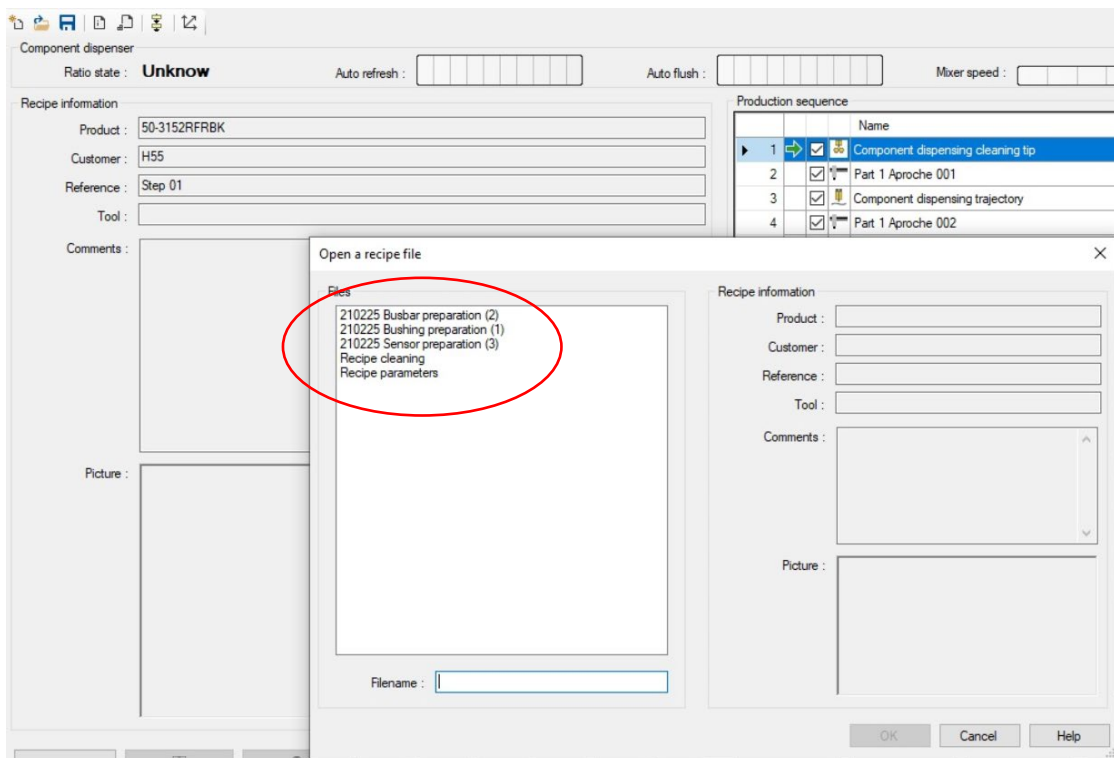 Component dispenser
Ratio state : Unknow
Auto refresh :
Auto flush :
Mixer speed :
Recipe information
Product : 50-3152RFRBK
Customer : H55
Reference : Step 01
Tool :
Comments :
Picture :
Production sequence
Name
1 Component dispensing cleaning tip
2 Part 1 Aproche 001
3 Component dispensing trajectory
4 Part 1 Aproche 002
Open a recipe file
Files
210225 Busbar preparation (2)
210225 Bushing preparation (1)
210225 Sensor preparation (3)
Recipe cleaning
Recipe parameters
Filename :
Recipe information
Product :
Customer :
Reference :
Tool :
Comments :
Picture :
OK Cancel Help